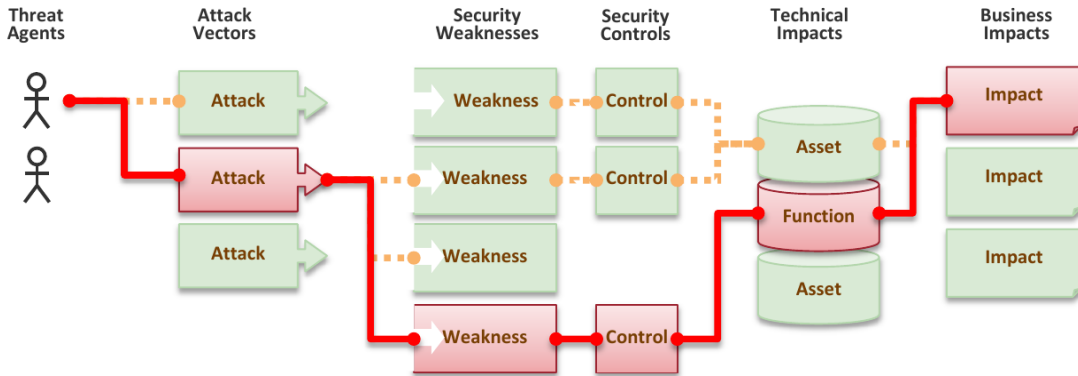 Threat Agents
Attack Vectors
Security Weaknesses
Security Controls
Technical Impacts
Business Impacts
Attack
Weakness
Control
Impact
Asset
Attack
Weakness
Control
Impact
Function
Attack
Weakness
Impact
Asset
Weakness
Control